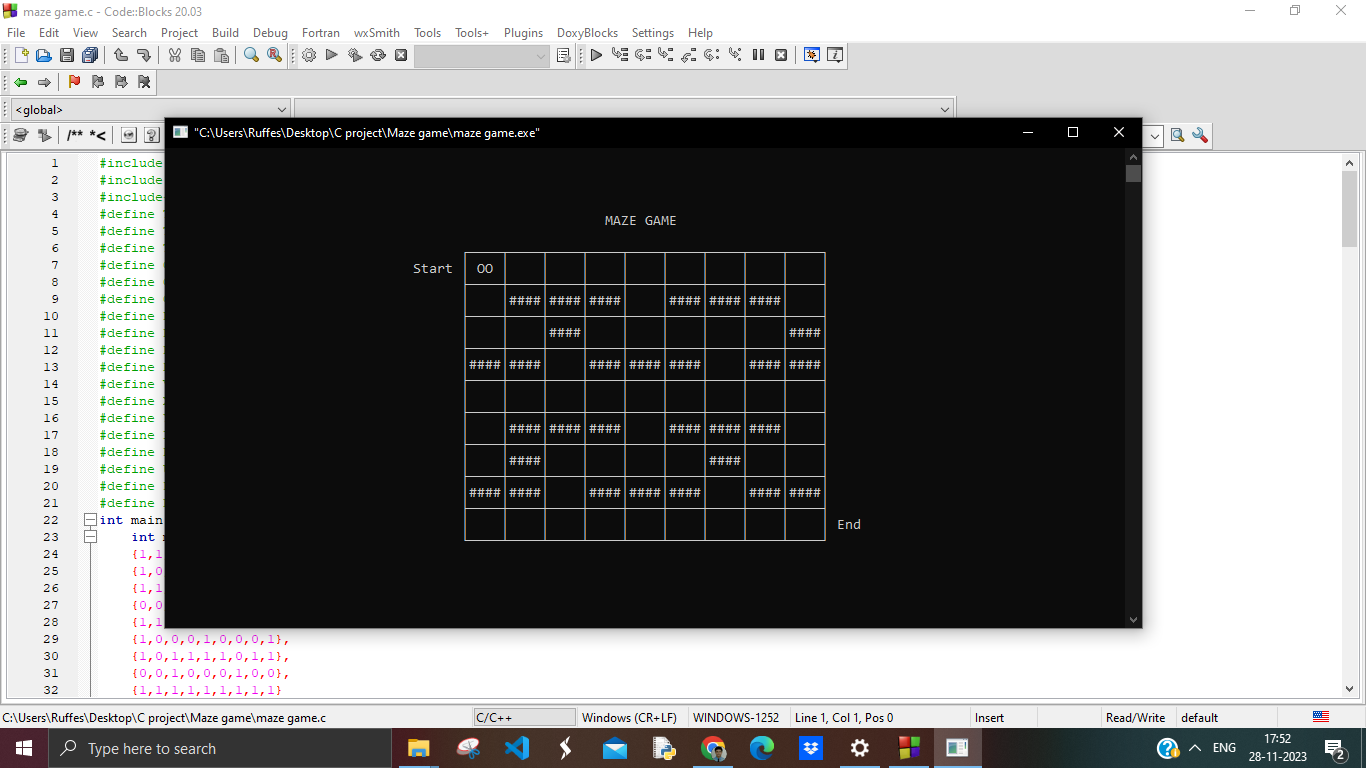 maze game.c - Code::Blocks 20.03
File Edit View Search Project Build Debug Fortran wxSmith Tools Tools+ Plugins DoxyBlocks Settings Help
<global>
/** *<
"C:\Users\Ruffes\Desktop\C project\Maze game\maze game.exe"
MAZE GAME
Start OO
#### #### #### #### #### ####
#### ####
#### #### #### #### #### #### ####
#### #### #### #### #### ####
#### ####
#### #### #### #### #### #### ####
End
1 #include
2 #include
3 #include
4 #define
5 #define
6 #define
7 #define
8 #define
9 #define
10 #define
11 #define
12 #define
13 #define
14 #define
15 #define
16 #define
17 #define
18 #define
19 #define
20 #define
21 #define
22 int main
23 int
24 {1,1
25 {1,0
26 {1,1
27 {0,0
28 {1,1
29 {1,0,0,0,1,0,0,0,1},
30 {1,0,1,1,1,1,0,1,1},
31 {0,0,1,0,0,0,1,0,0},
32 {1,1,1,1,1,1,1,1,1}
C:\Users\Ruffes\Desktop\C project\Maze game\maze game.c C/C++ Windows (CR+LF) WINDOWS-1252 Line 1, Col 1, Pos 0 Insert Read/Write default
Type here to search
ENG 17:52
28-11-2023 2